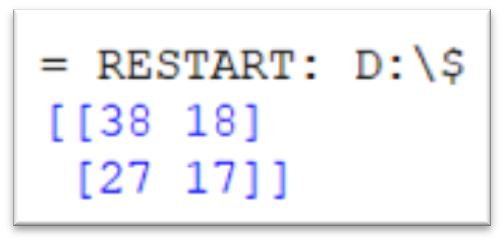 = RESTART: D:\$
[[38 18]
 [27 17]]